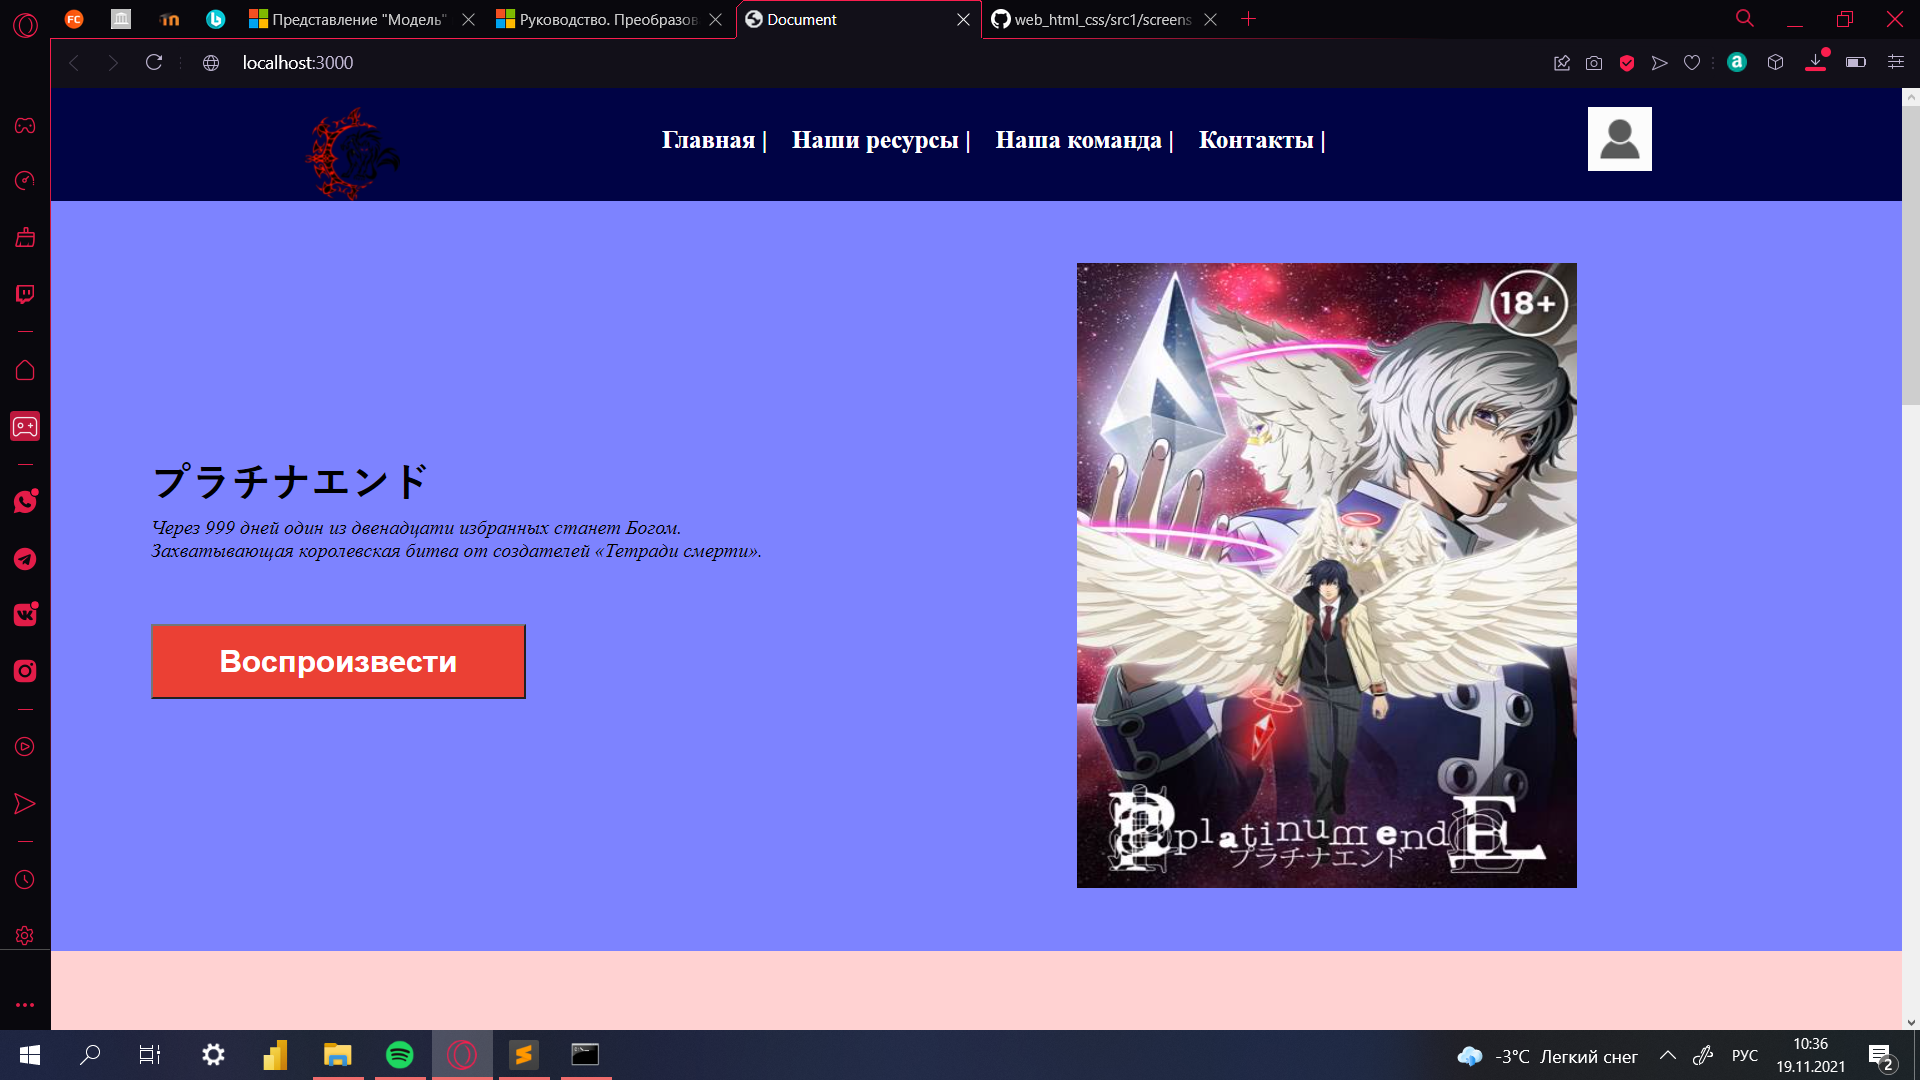 FC
Представление "Модель"
Руководство. Преобразов
Document
web_html_css/src1/screens
localhost:3000
Главная |
Наши ресурсы |
Наша команда |
Контакты |
プラチナエンド
Через 999 дней один из двенадцати избранных станет Богом.
Захватывающая королевская битва от создателей «Тетради смерти».
Воспроизвести
18+
platinum end
プラチナエンド
-3°C Легкий снег
РУС
10:36
19.11.2021
2